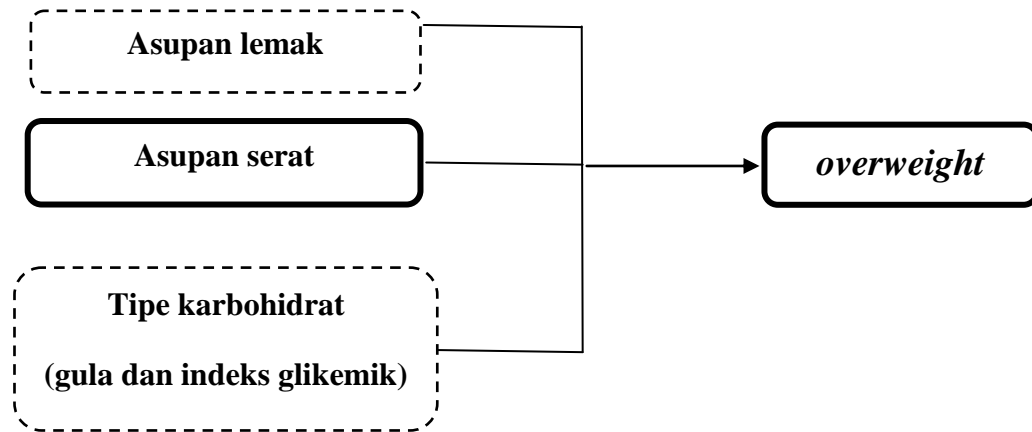 Asupan lemak
Asupan serat
overweight
Tipe karbohidrat
(gula dan indeks glikemik)